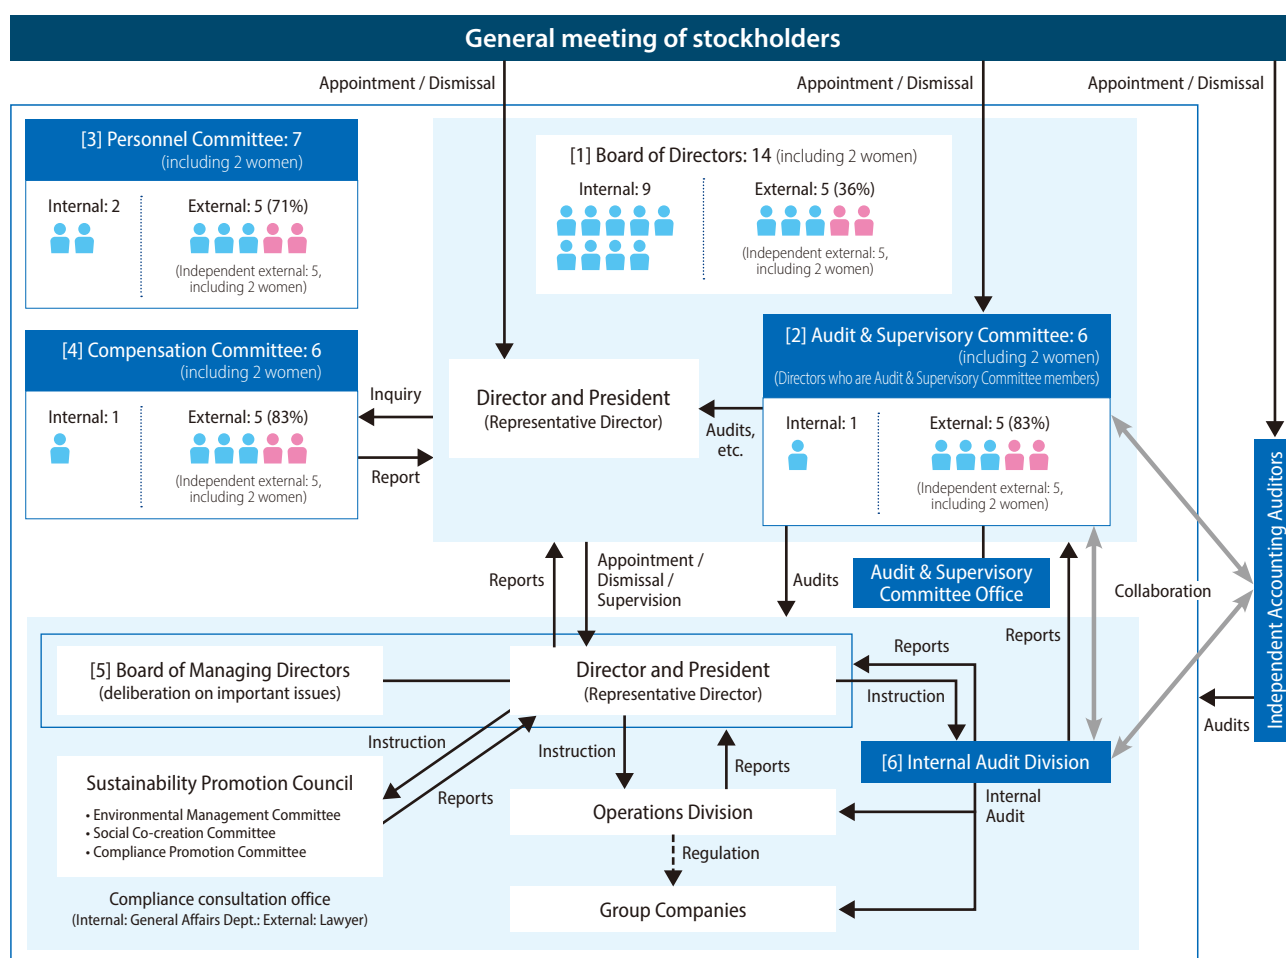 General meeting of stockholders
Appointment / Dismissal
Appointment / Dismissal
Appointment / Dismissal
[3] Personnel Committee: 7
(including 2 women)
Internal: 2
External: 5 (71%)
(Independent external: 5,
including 2 women)
[1] Board of Directors: 14 (including 2 women)
Internal: 9
External: 5 (36%)
(Independent external: 5,
including 2 women)
[4] Compensation Committee: 6
(including 2 women)
Internal: 1
External: 5 (83%)
(Independent external: 5,
including 2 women)
Inquiry
Report
Director and President
(Representative Director)
Audits,
etc.
[2] Audit & Supervisory Committee: 6
(including 2 women)
(Directors who are Audit & Supervisory Committee members)
Internal: 1
External: 5 (83%)
(Independent external: 5,
including 2 women)
Independent Accounting Auditors
Reports
Appointment /
Dismissal /
Supervision
Audits
Audit & Supervisory
Committee Office
Reports
Collaboration
Audits
[5] Board of Managing Directors
(deliberation on important issues)
Director and President
(Representative Director)
Reports
Instruction
Instruction
Reports
Instruction
Reports
[6] Internal Audit Division
Internal
Audit
Sustainability Promotion Council
• Environmental Management Committee
• Social Co-creation Committee
• Compliance Promotion Committee
Operations Division
Regulation
Group Companies
Compliance consultation office
(Internal: General Affairs Dept.: External: Lawyer)